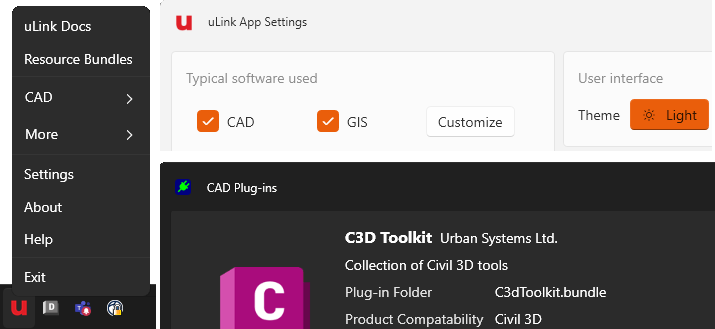 uLink Docs
Resource Bundles
CAD
More
Settings
About
Help
Exit
u
uLink App Settings
Typical software used
CAD
GIS
Customize
User interface
Theme
Light
CAD Plug-ins
C
C3D Toolkit Urban Systems Ltd.
Collection of Civil 3D tools
Plug-in Folder C3dToolkit.bundle
Product Compatability Civil 3D
u
D